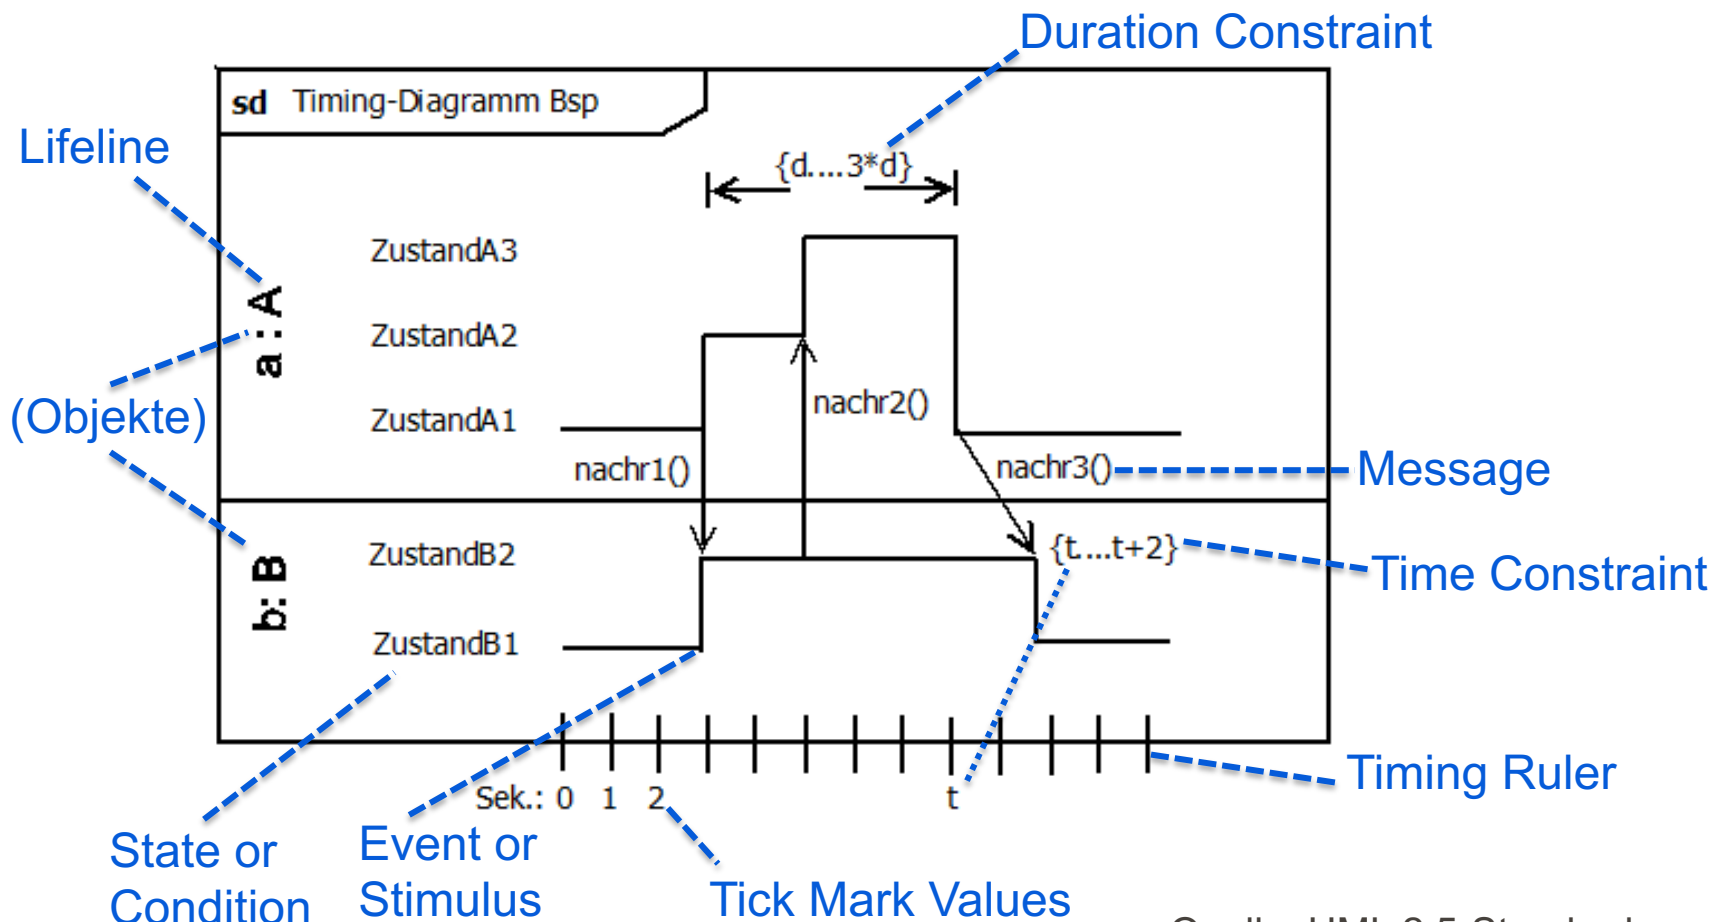 Duration Constraint
sd Timing-Diagramm Bsp
Lifeline
{d....3*d}
ZustandA3
a : A
ZustandA2
(Objekte)
ZustandA1
nachr2()
nachr1()
nachr3()
Message
ZustandB2
{t....t+2}
Time Constraint
b: B
ZustandB1
Timing Ruler
Sek.: 0 1 2 t
State or
Condition
Event or
Stimulus
Tick Mark Values